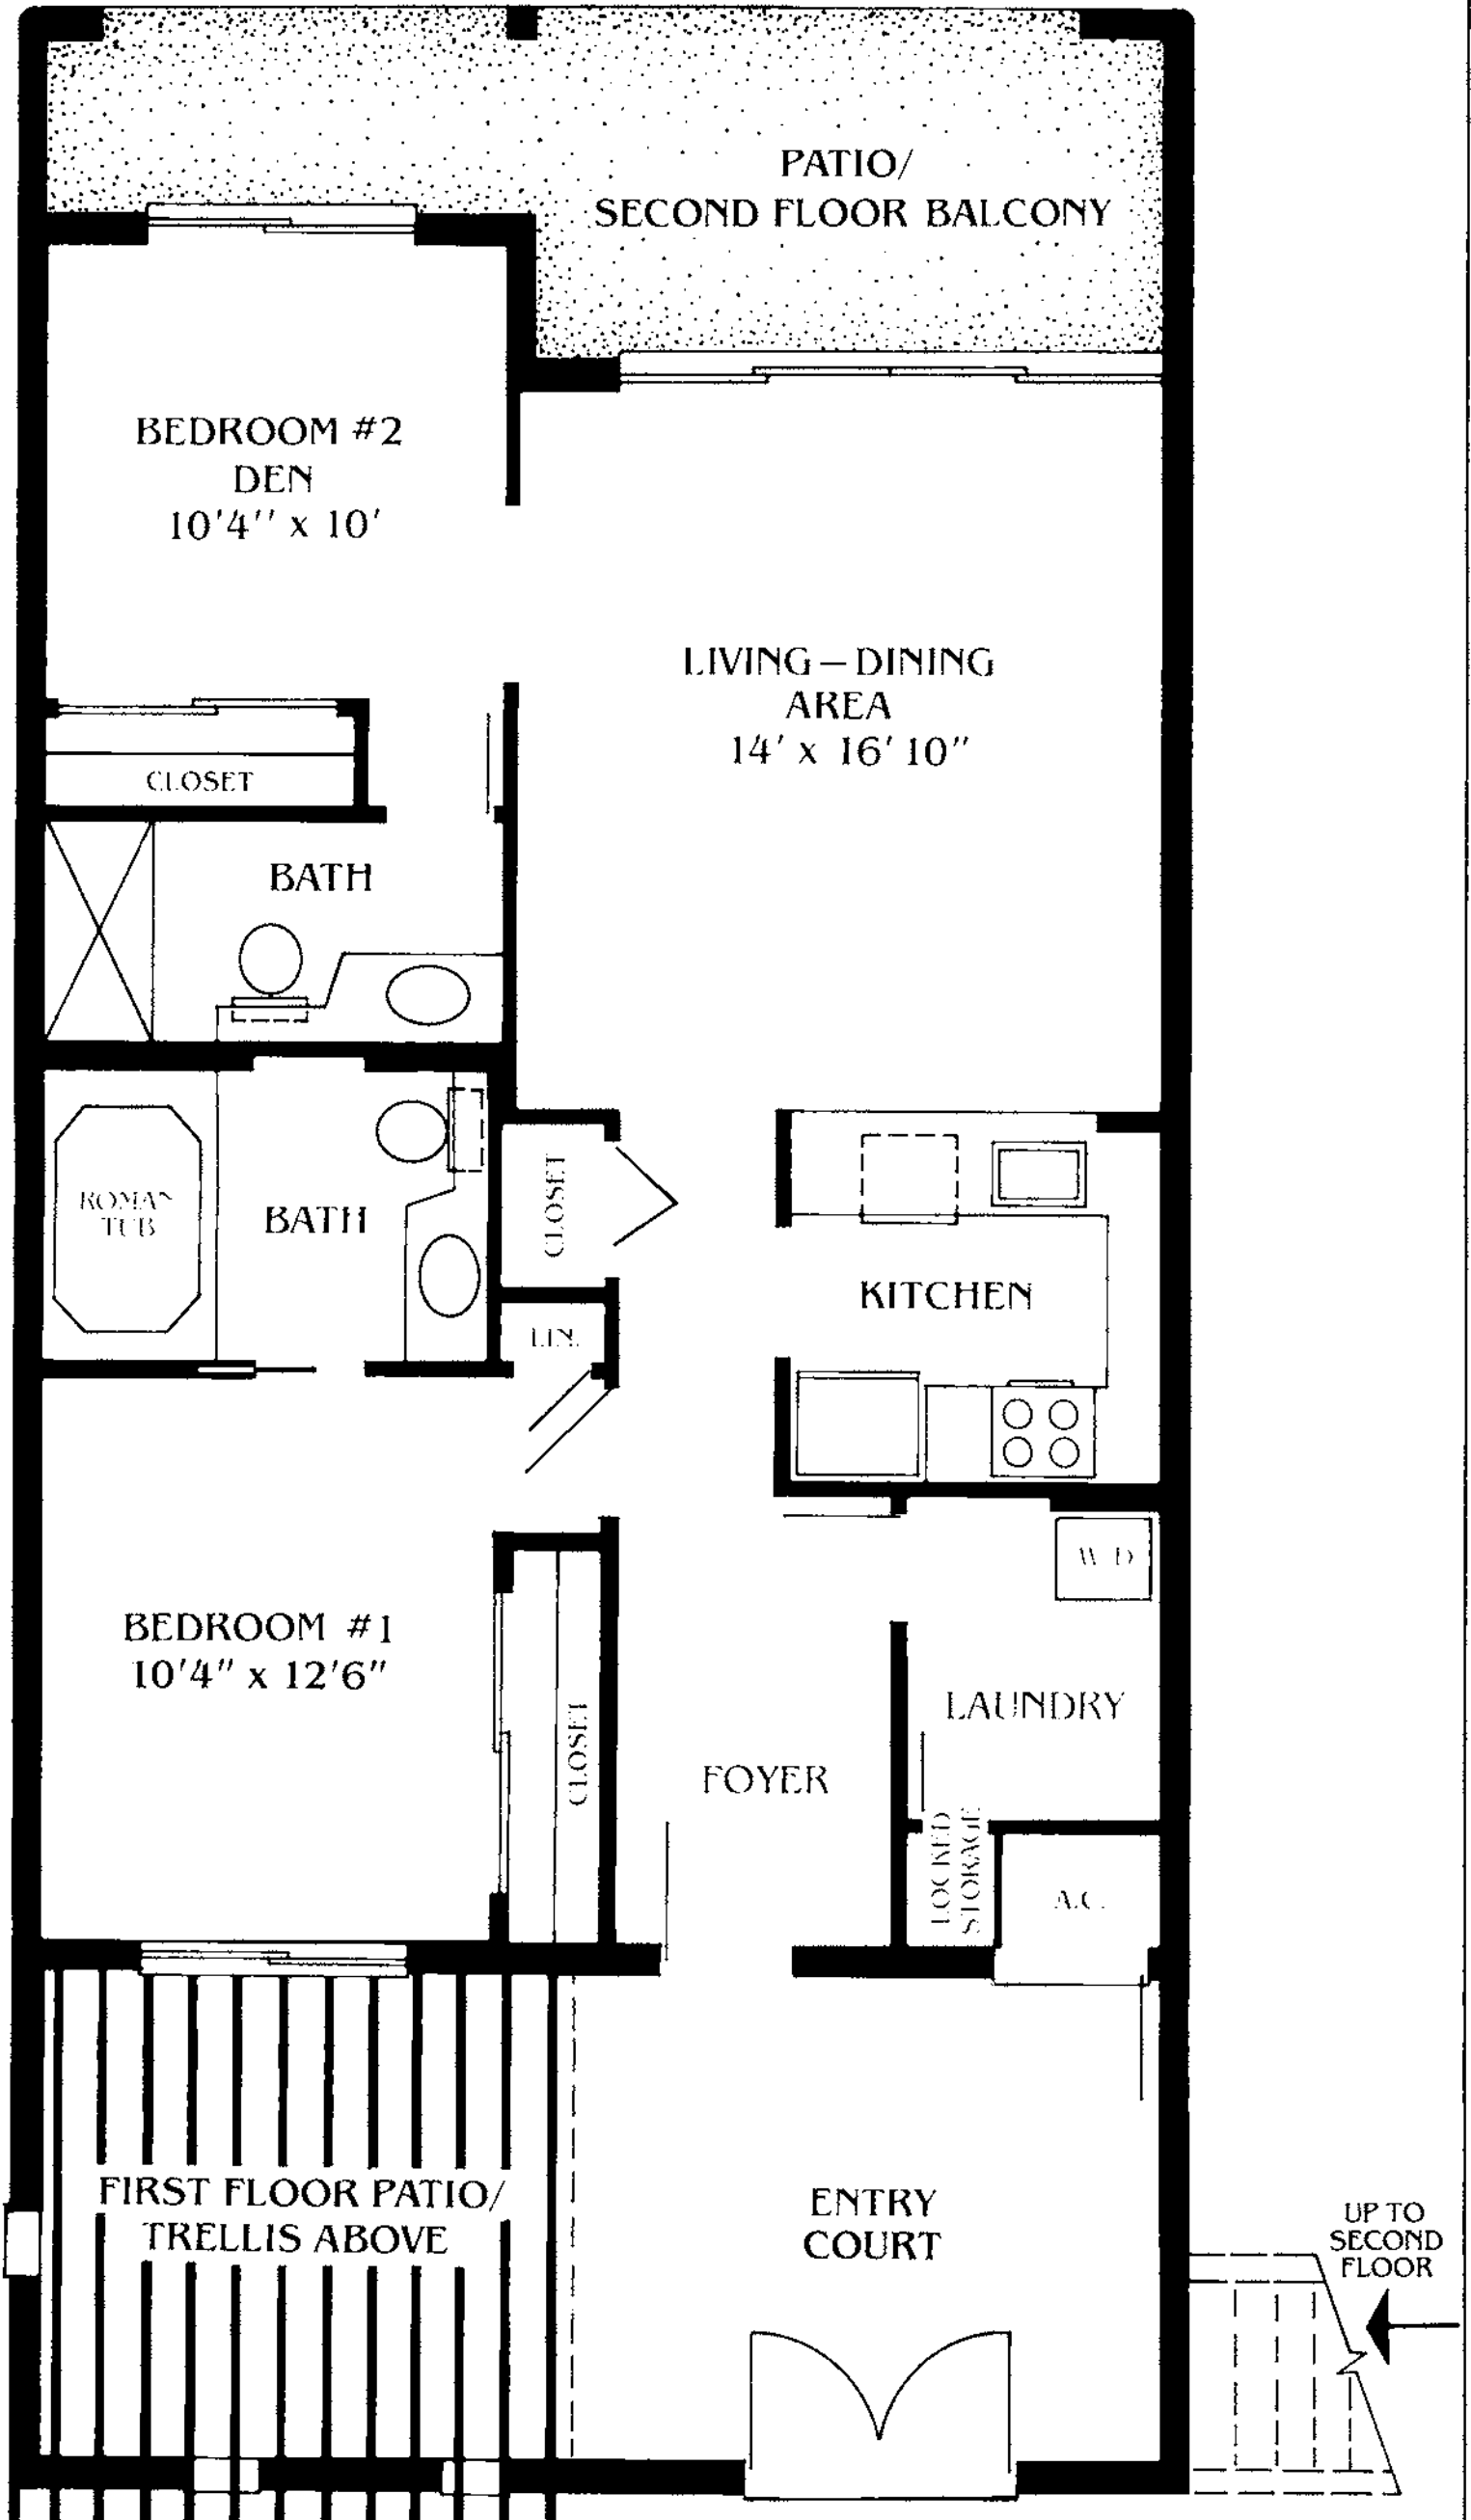 PATIO/
SECOND FLOOR BALCONY
BEDROOM #2
DEN
10'4'' x 10'
LIVING – DINING
AREA
14' x 16' 10"
CLOSET
BATH
ROMAN
TUB
BATH
CLOSET
LIN.
KITCHEN
W D
BEDROOM #1
10'4" x 12'6"
CLOSET
LAUNDRY
FOYER
LOCKED
STORAGE
A.C.
FIRST FLOOR PATIO/
TRELLIS ABOVE
ENTRY
COURT
UP TO
SECOND
FLOOR